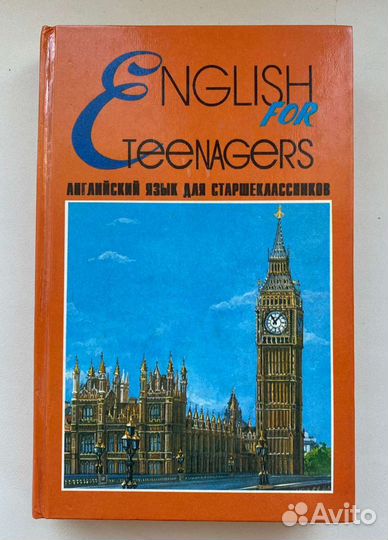 ENGLISH
FOR
TEENAGERS
АНГЛИЙСКИЙ ЯЗЫК ДЛЯ СТАРШЕКЛАССНИКОВ
Avito